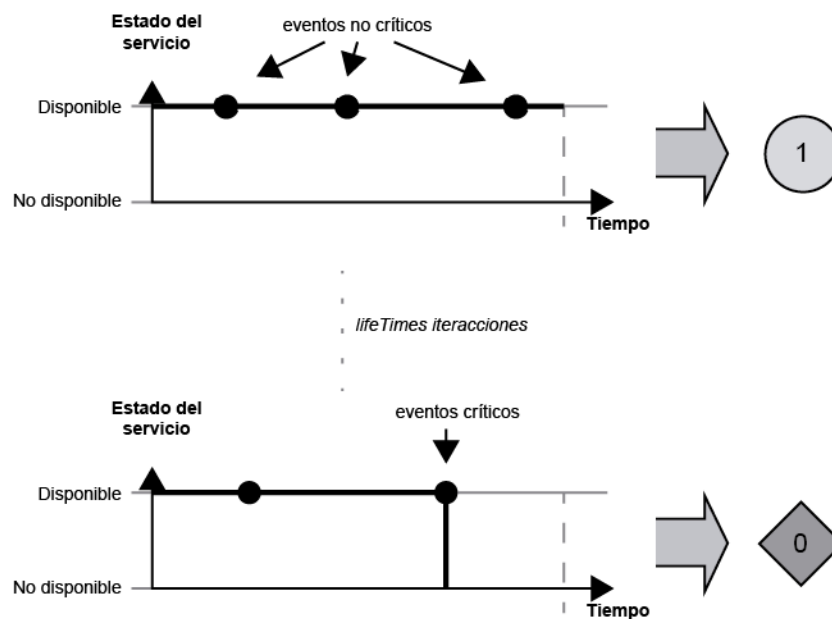 Estado del
servicio
eventos no críticos
Disponible
1
No disponible
Tiempo
lifeTimes iteracciones
Estado del
servicio
eventos críticos
Disponible
0
No disponible
Tiempo